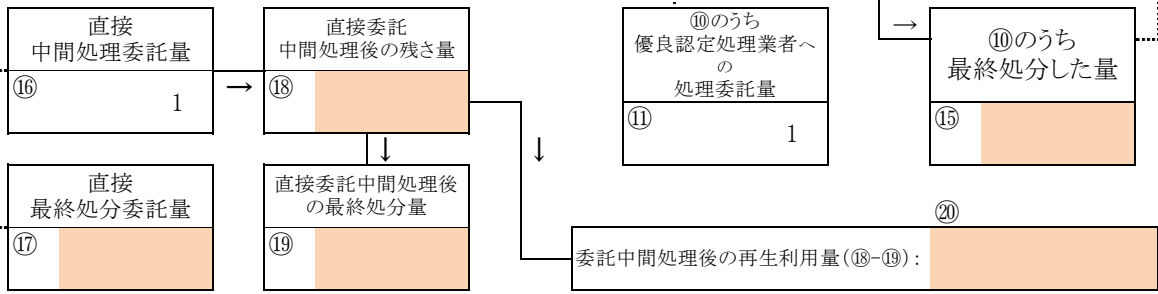 直接
中間処理委託量
⑯
1
→
直接委託
中間処理後の残さ量
⑱
⑩のうち
優良認定処理業者へ
の
処理委託量
⑪
1
→
⑩のうち
最終処分した量
⑮
↓
↓
直接
最終処分委託量
⑰
直接委託中間処理後
の最終処分量
⑲
⑳
委託中間処理後の再生利用量(⑱-⑲):